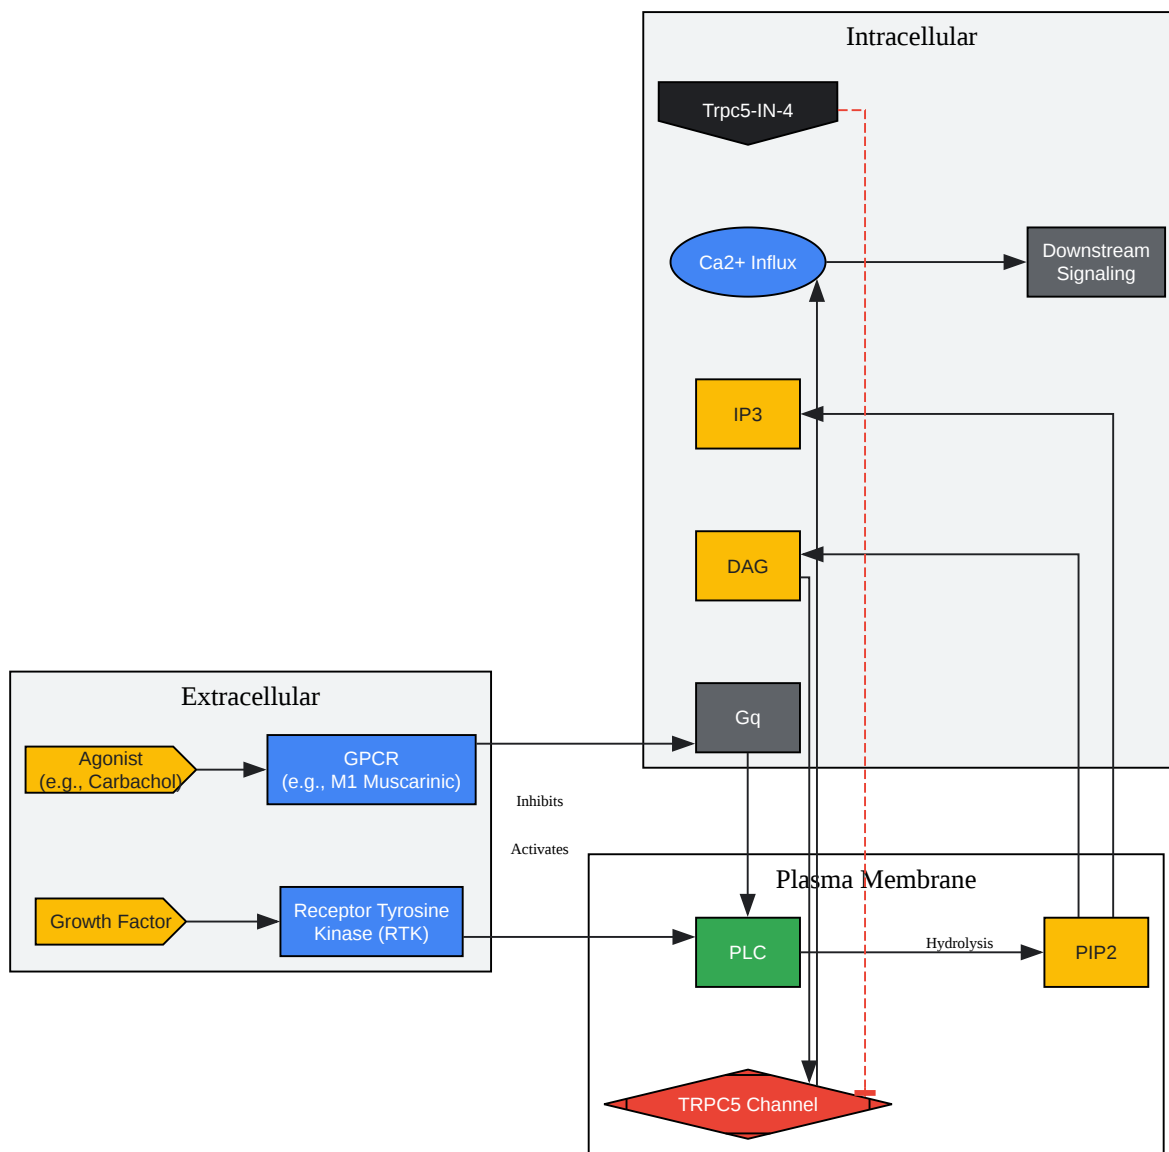 Intracellular
Trpc5-IN-4
Ca2+ Influx
Downstream
Signaling
IP3
DAG
Gq
Extracellular
Agonist
(e.g., Carbachol)
GPCR
(e.g., M1 Muscarinic)
Inhibits
Activates
Growth Factor
Receptor Tyrosine
Kinase (RTK)
Plasma Membrane
PLC
Hydrolysis
PIP2
TRPC5 Channel